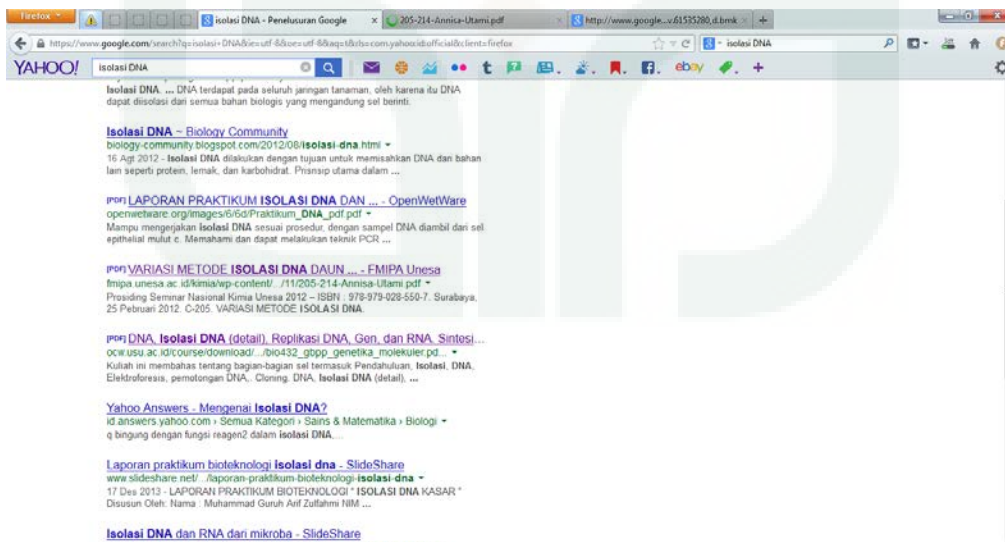 Firefox
isolasi DNA - Penelusuran Google
205-214-Annisa-Utami.pdf
http://www.google...v.61535280,d.bmk
https://www.google.com/search?q=isolasi+DNA&ie=utf-8&oe=utf-8&aq=t&rls=com.yahoo:id:official&client=firefox
isolasi DNA
YAHOO!
isolasi DNA
ebay
Isolasi DNA. ... DNA terdapat pada seluruh jaringan tanaman, oleh karena itu DNA
dapat diisolasi dari semua bahan biologis yang mengandung sel berinti.
Isolasi DNA ~ Biology Community
biology-community.blogspot.com/2012/08/isolasi-dna.html
16 Agt 2012 - Isolasi DNA dilakukan dengan tujuan untuk memisahkan DNA dari bahan
lain seperti protein, lemak, dan karbohidrat. Prisnsip utama dalam ...
[PDF] LAPORAN PRAKTIKUM ISOLASI DNA DAN ... - OpenWetWare
openwetware.org/images/6/6d/Praktikum_DNA_pdf.pdf
Mampu mengerjakan isolasi DNA sesuai prosedur, dengan sampel DNA diambil dari sel
epithelial mulut c. Memahami dan dapat melakukan teknik PCR ...
[PDF] VARIASI METODE ISOLASI DNA DAUN ... - FMIPA Unesa
fmipa.unesa.ac.id/kimia/wp-content/.../11/205-214-Annisa-Utami.pdf
Prosiding Seminar Nasional Kimia Unesa 2012 – ISBN : 978-979-028-550-7. Surabaya,
25 Pebruari 2012. C-205. VARIASI METODE ISOLASI DNA.
[PDF] DNA, Isolasi DNA (detail), Replikasi DNA, Gen, dan RNA. Sintesi...
ocw.usu.ac.id/course/download/.../bio432_gbpp_genetika_molekuler.pd...
Kuliah ini membahas tentang bagian-bagian sel termasuk Pendahuluan, Isolasi, DNA,
Elektroforesis, pemotongan DNA,. Cloning. DNA, Isolasi DNA (detail), ...
Yahoo Answers - Mengenai Isolasi DNA?
id.answers.yahoo.com › Semua Kategori › Sains & Matematika › Biologi
q bingung dengan fungsi reagen2 dalam isolasi DNA,...
Laporan praktikum bioteknologi isolasi dna - SlideShare
www.slideshare.net/.../laporan-praktikum-bioteknologi-isolasi-dna
17 Des 2013 - LAPORAN PRAKTIKUM BIOTEKNOLOGI " ISOLASI DNA KASAR "
Disusun Oleh: Nama : Muhammad Guruh Arif Zulfahmi NIM ...
Isolasi DNA dan RNA dari mikroba - SlideShare